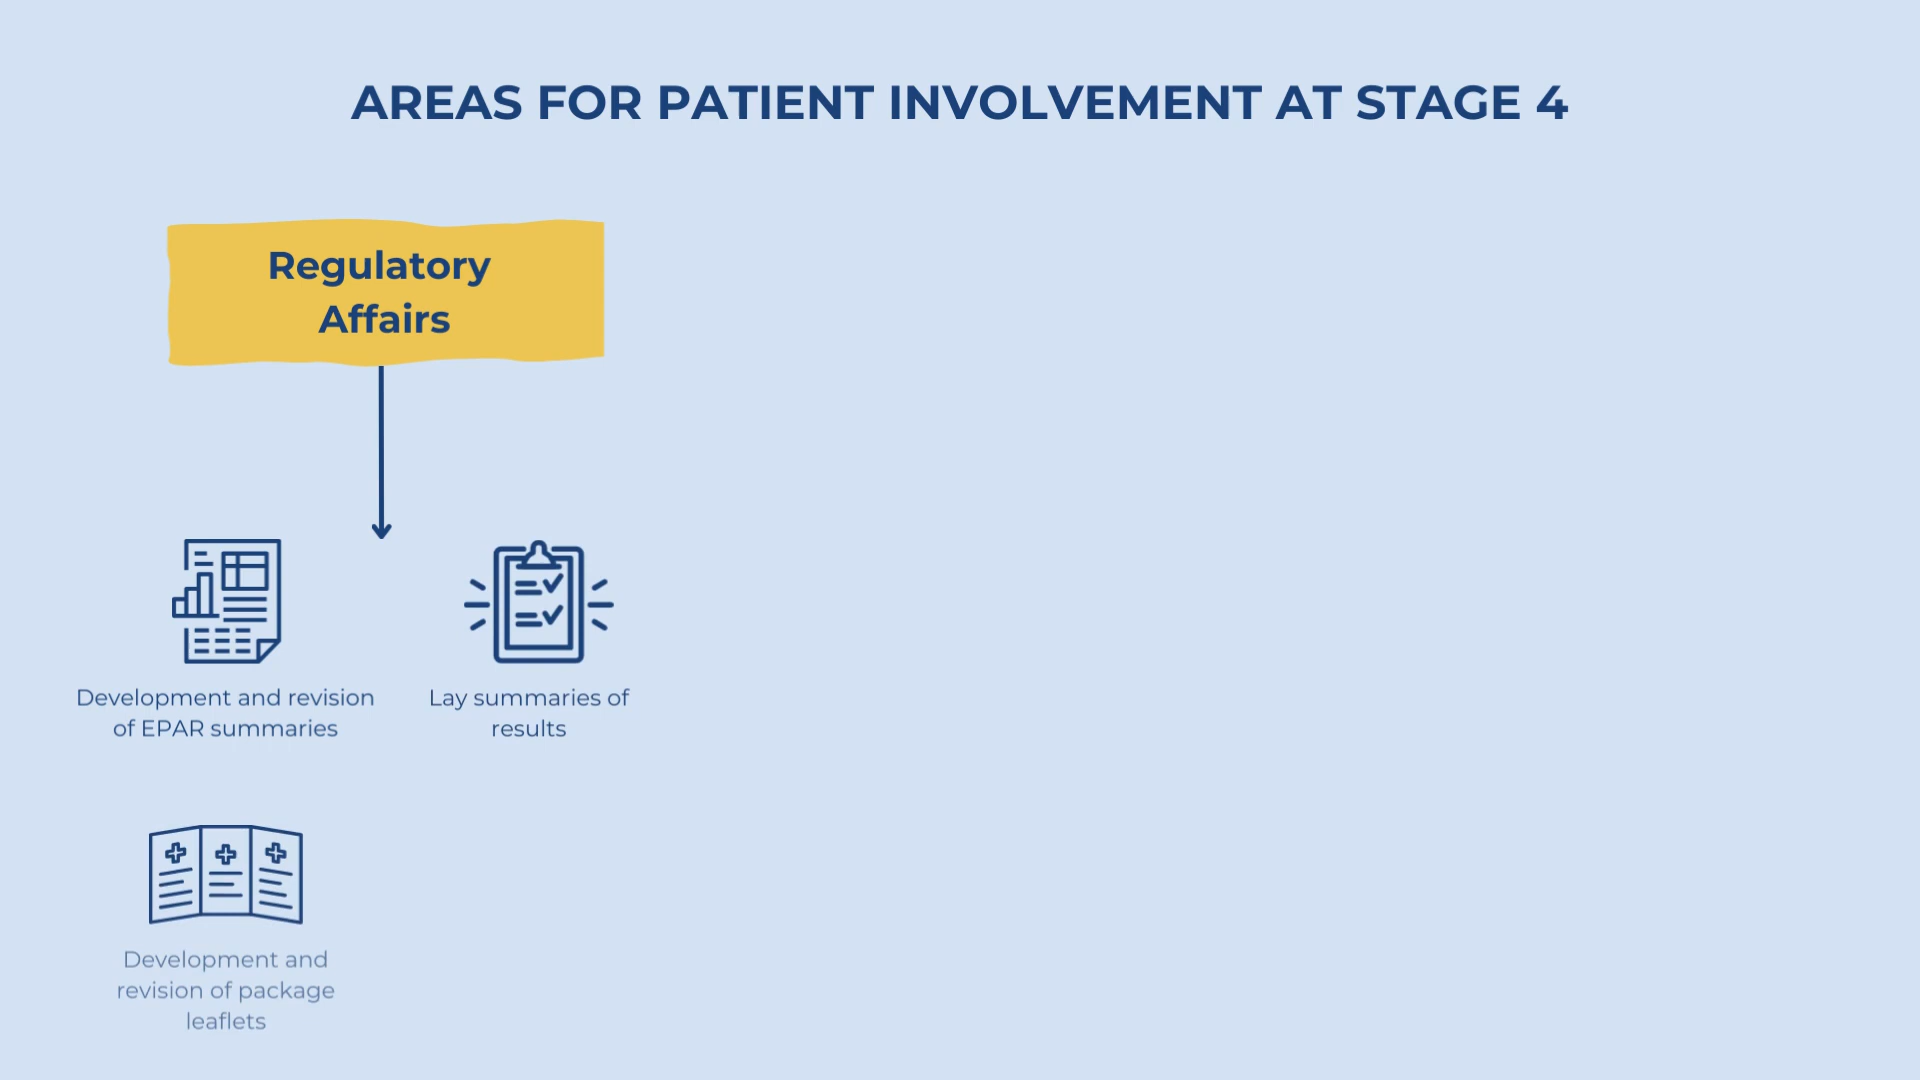 AREAS FOR PATIENT INVOLVEMENT AT STAGE 4
Regulatory
Affairs
Development and revision
of EPAR summaries
Lay summaries of
results
Development and
revision of package
leaflets